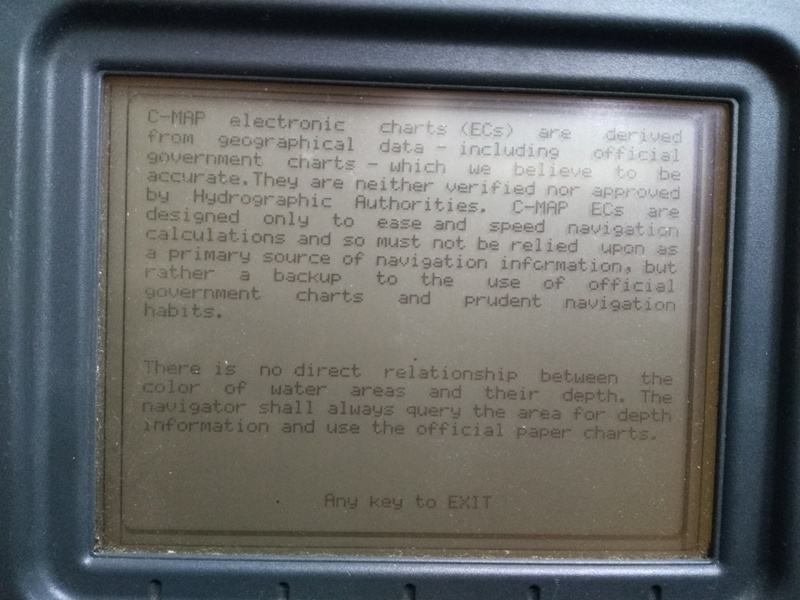 C-MAP electronic charts (ECs) are derived
from geographical data - including official
government charts - which we believe to be
accurate.They are neither verified nor approved
by Hydrographic Authorities. C-MAP ECs are
designed only to ease and speed navigation
calculations and so must not be relied upon as
a primary source of navigation information, but
rather a backup to the use of official
government charts and prudent navigation
habits.
There is no direct relationship between the
color of water areas and their depth. The
navigator shall always query the area for depth
information and use the official paper charts.
Any key to EXIT